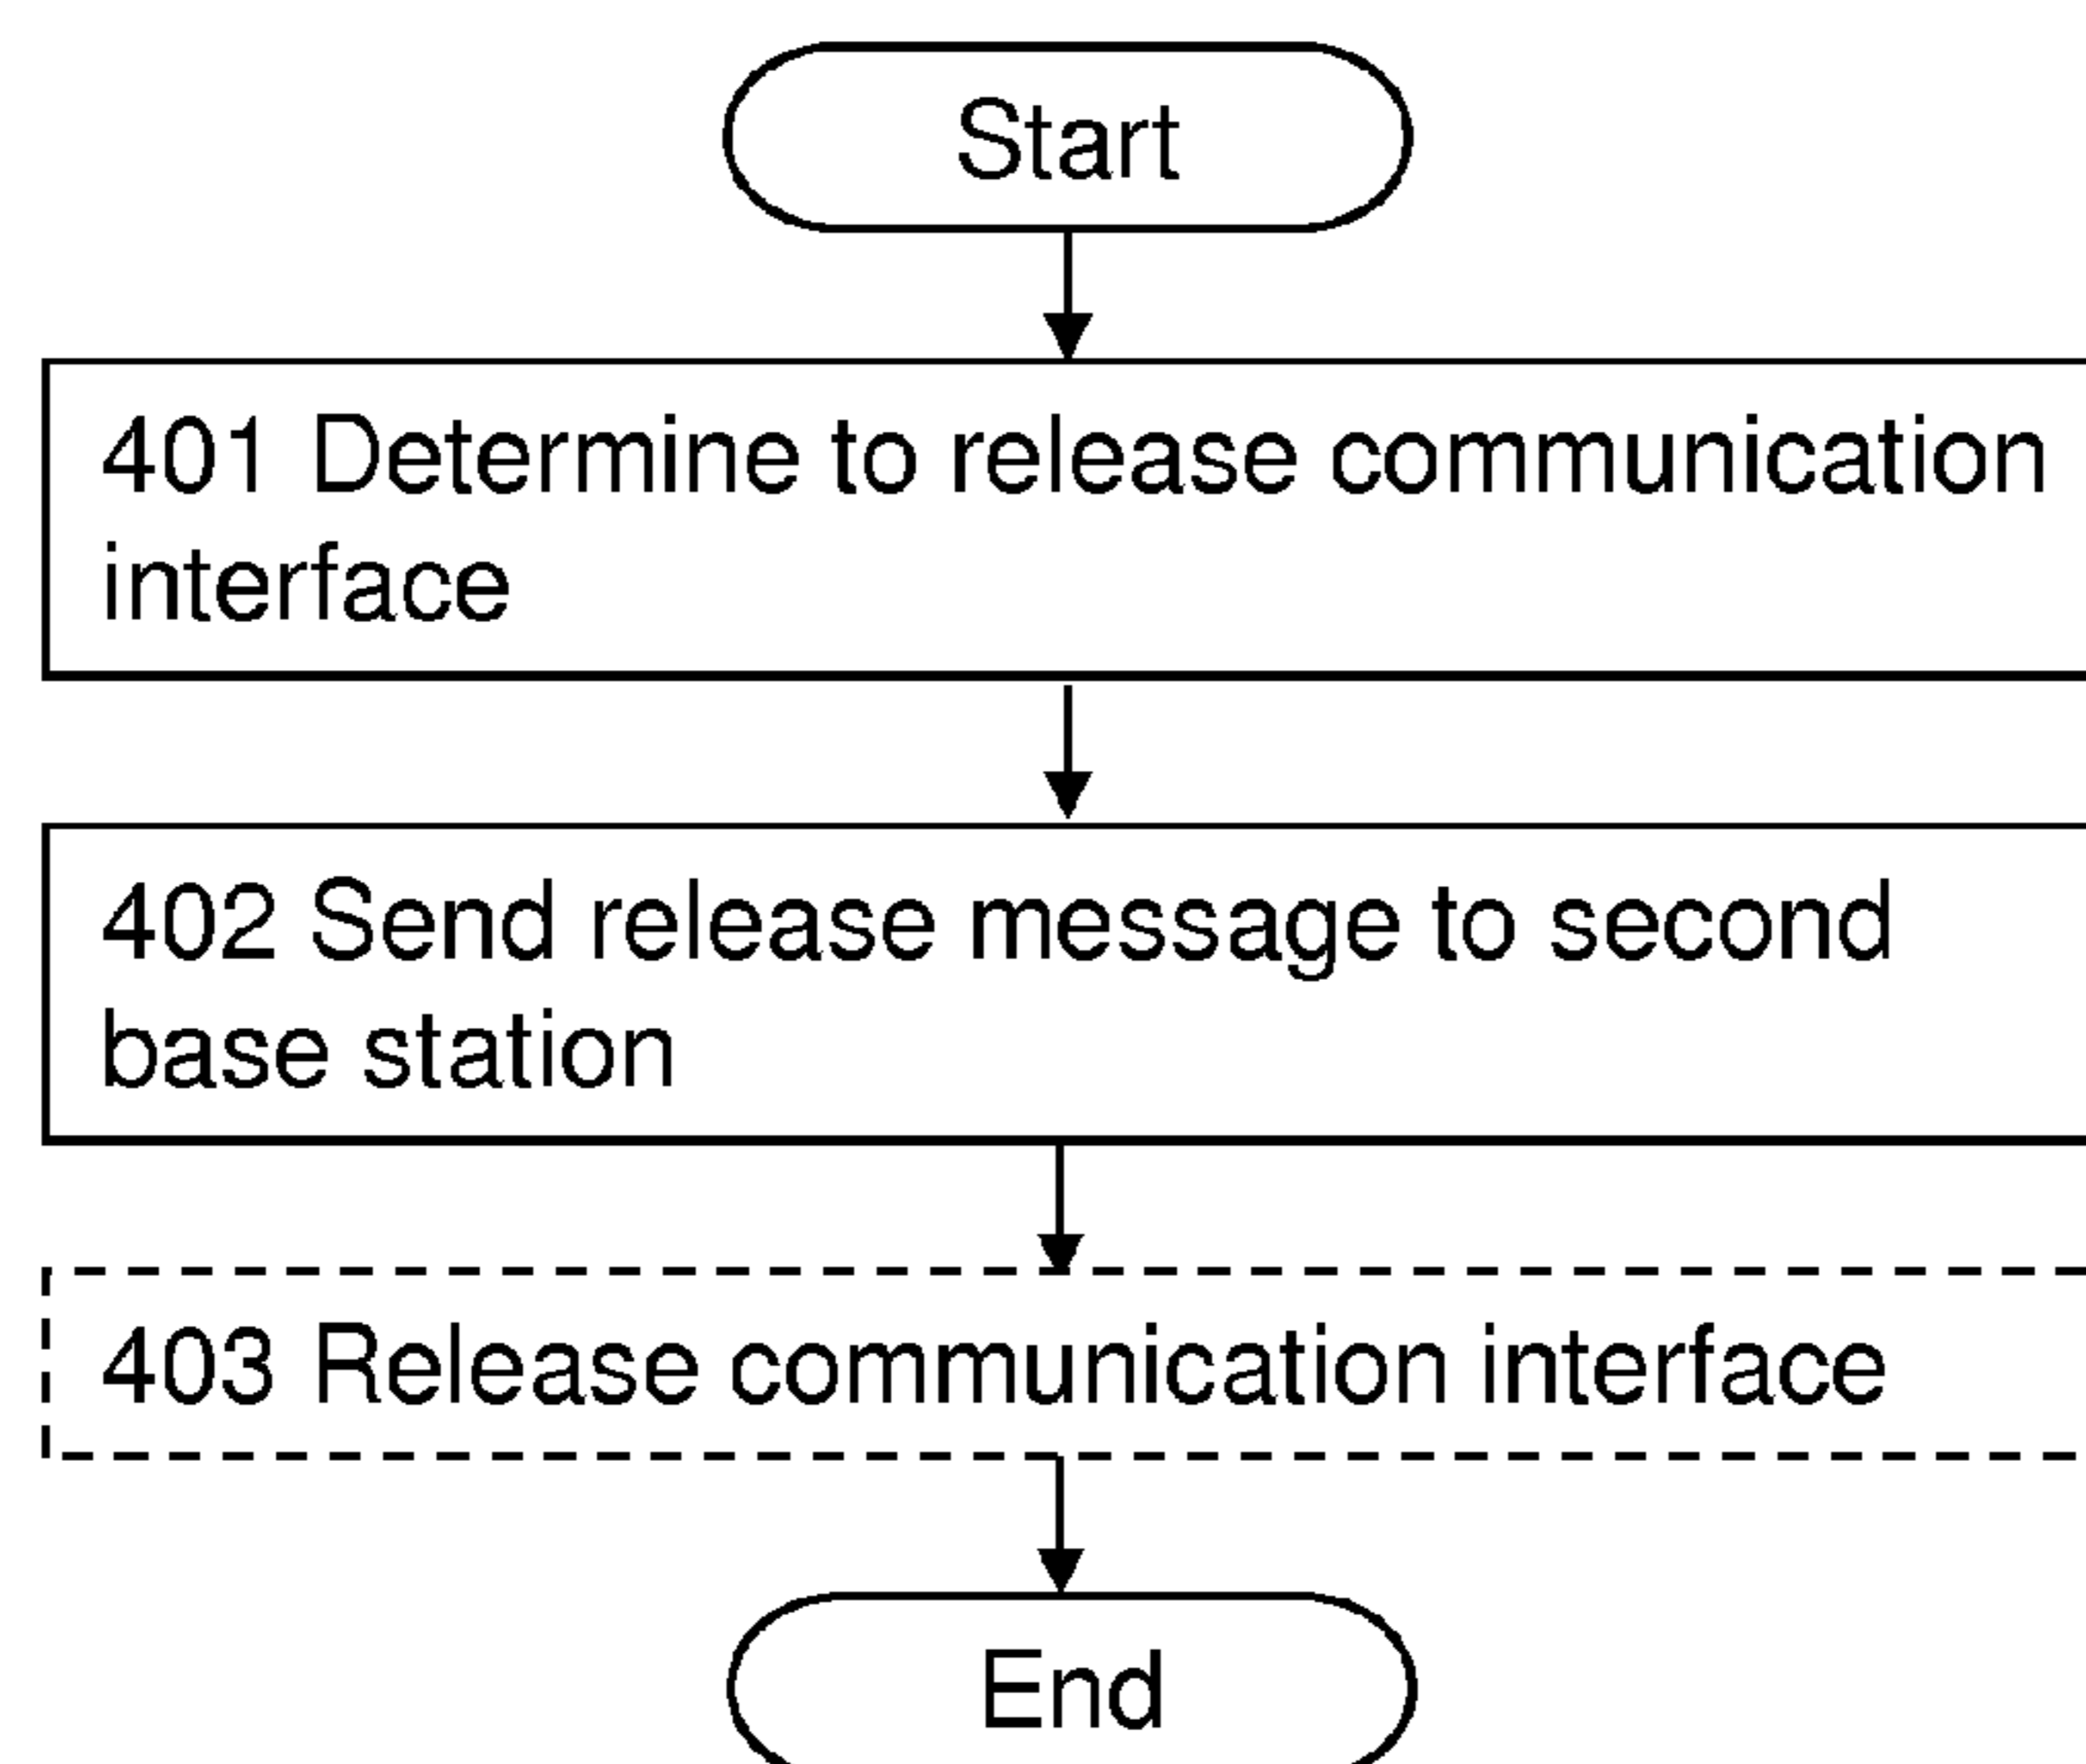 Start
401 Determine to release communication
interface
402 Send release message to second
base station
403 Release communication interface
End